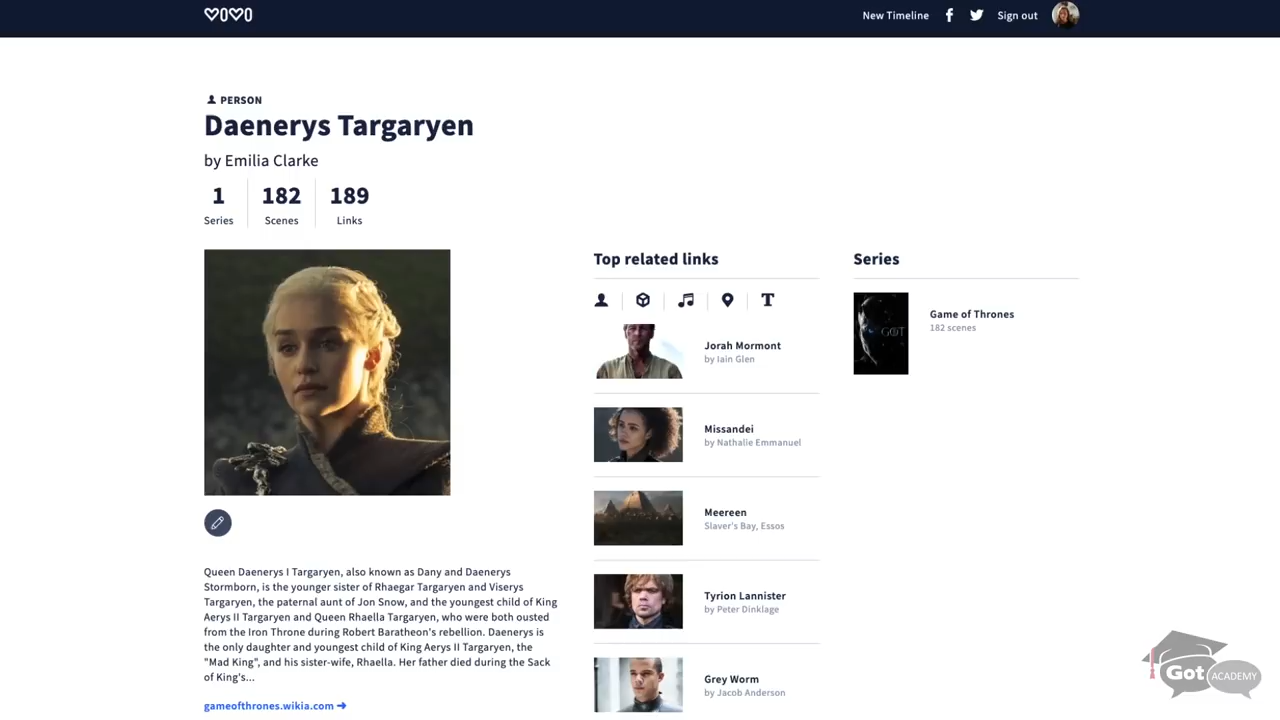 New Timeline
Sign out
PERSON
Daenerys Targaryen
by Emilia Clarke
1
Series
182
Scenes
189
Links
Queen Daenerys I Targaryen, also known as Dany and Daenerys
Stormborn, is the younger sister of Rhaegar Targaryen and Viserys
Targaryen, the paternal aunt of Jon Snow, and the youngest child of King
Aerys II Targaryen and Queen Rhaella Targaryen, who were both ousted
from the Iron Throne during Robert Baratheon's rebellion. Daenerys is
the only daughter and youngest child of King Aerys II Targaryen, the
"Mad King", and his sister-wife, Rhaella. Her father died during the Sack
of King's...
gameofthrones.wikia.com
Top related links
Jorah Mormont
by Iain Glen
Missandei
by Nathalie Emmanuel
Meereen
Slaver's Bay, Essos
Tyrion Lannister
by Peter Dinklage
Grey Worm
by Jacob Anderson
Series
GOT
Game of Thrones
182 scenes
Got ACADEMY